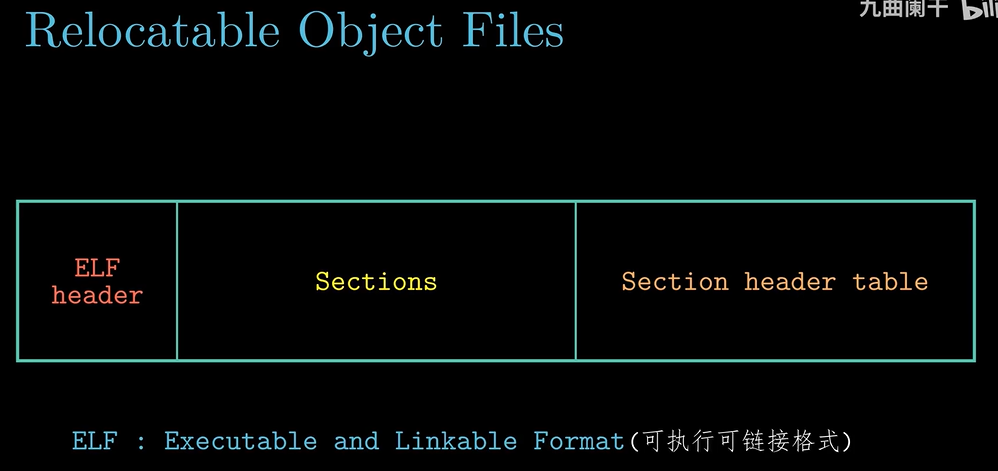 Relocatable Object Files
九曲阑干
ELF
header
Sections
Section header table
ELF : Executable and Linkable Format(可执行可链接格式)